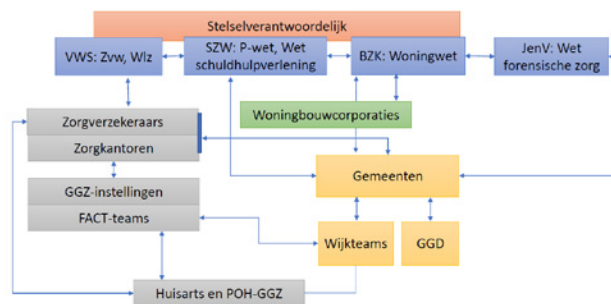 Stelselverantwoordelijk
VWS: Zvw, Wlz
SZW: P-wet, Wet
schuldhulpverlening
BZK: Woningwet
JenV: Wet
forensische zorg
Woningbouwcorporaties
Zorgverzekeraars
Zorgkantoren
Gemeenten
GGZ-instellingen
FACT-teams
Wijkteams
GGD
Huisarts en POH-GGZ